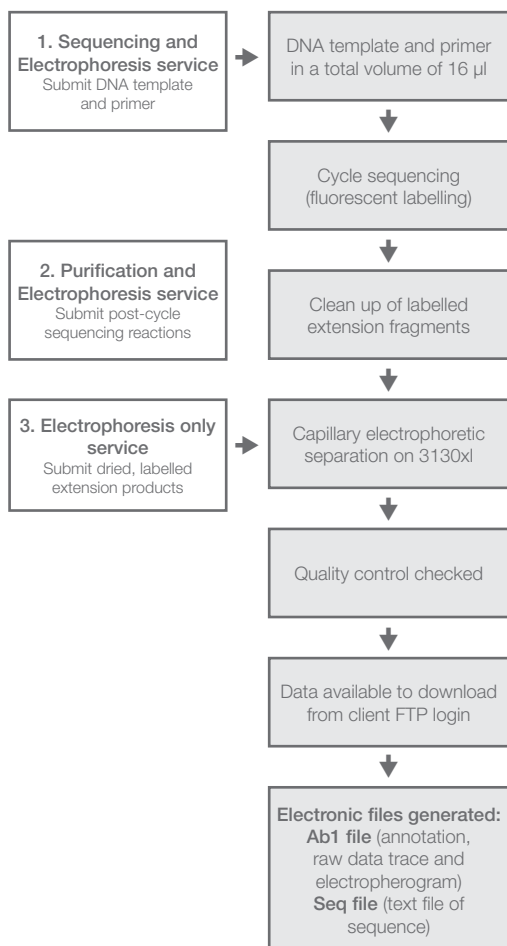 1. Sequencing and
Electrophoresis service
Submit DNA template
and primer
DNA template and primer
in a total volume of 16 µl
Cycle sequencing
(fluorescent labelling)
2. Purification and
Electrophoresis service
Submit post-cycle
sequencing reactions
Clean up of labelled
extension fragments
3. Electrophoresis only
service
Submit dried, labelled
extension products
Capillary electrophoretic
separation on 3130xl
Quality control checked
Data available to download
from client FTP login
Electronic files generated:
Ab1 file (annotation,
raw data trace and
electropherogram)
Seq file (text file of
sequence)